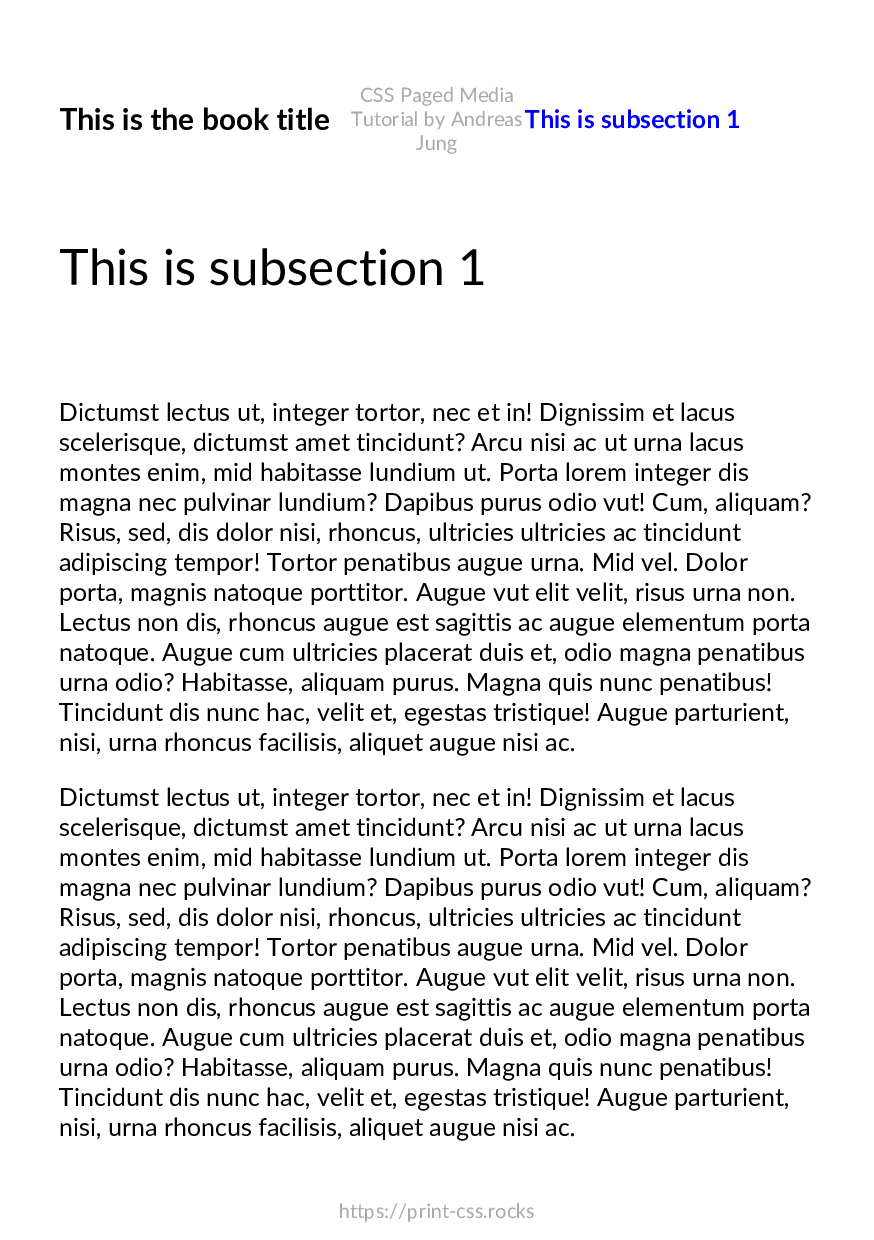 This is the book title
CSS Paged Media
Tutorial by Andreas
Jung
This is subsection 1
This is subsection 1
Dictumst lectus ut, integer tortor, nec et in! Dignissim et lacus
scelerisque, dictumst amet tincidunt? Arcu nisi ac ut urna lacus
montes enim, mid habitasse lundium ut. Porta lorem integer dis
magna nec pulvinar lundium? Dapibus purus odio vut! Cum, aliquam?
Risus, sed, dis dolor nisi, rhoncus, ultricies ultricies ac tincidunt
adipiscing tempor! Tortor penatibus augue urna. Mid vel. Dolor
porta, magnis natoque porttitor. Augue vut elit velit, risus urna non.
Lectus non dis, rhoncus augue est sagittis ac augue elementum porta
natoque. Augue cum ultricies placerat duis et, odio magna penatibus
urna odio? Habitasse, aliquam purus. Magna quis nunc penatibus!
Tincidunt dis nunc hac, velit et, egestas tristique! Augue parturient,
nisi, urna rhoncus facilisis, aliquet augue nisi ac.
Dictumst lectus ut, integer tortor, nec et in! Dignissim et lacus
scelerisque, dictumst amet tincidunt? Arcu nisi ac ut urna lacus
montes enim, mid habitasse lundium ut. Porta lorem integer dis
magna nec pulvinar lundium? Dapibus purus odio vut! Cum, aliquam?
Risus, sed, dis dolor nisi, rhoncus, ultricies ultricies ac tincidunt
adipiscing tempor! Tortor penatibus augue urna. Mid vel. Dolor
porta, magnis natoque porttitor. Augue vut elit velit, risus urna non.
Lectus non dis, rhoncus augue est sagittis ac augue elementum porta
natoque. Augue cum ultricies placerat duis et, odio magna penatibus
urna odio? Habitasse, aliquam purus. Magna quis nunc penatibus!
Tincidunt dis nunc hac, velit et, egestas tristique! Augue parturient,
nisi, urna rhoncus facilisis, aliquet augue nisi ac.
https://print-css.rocks